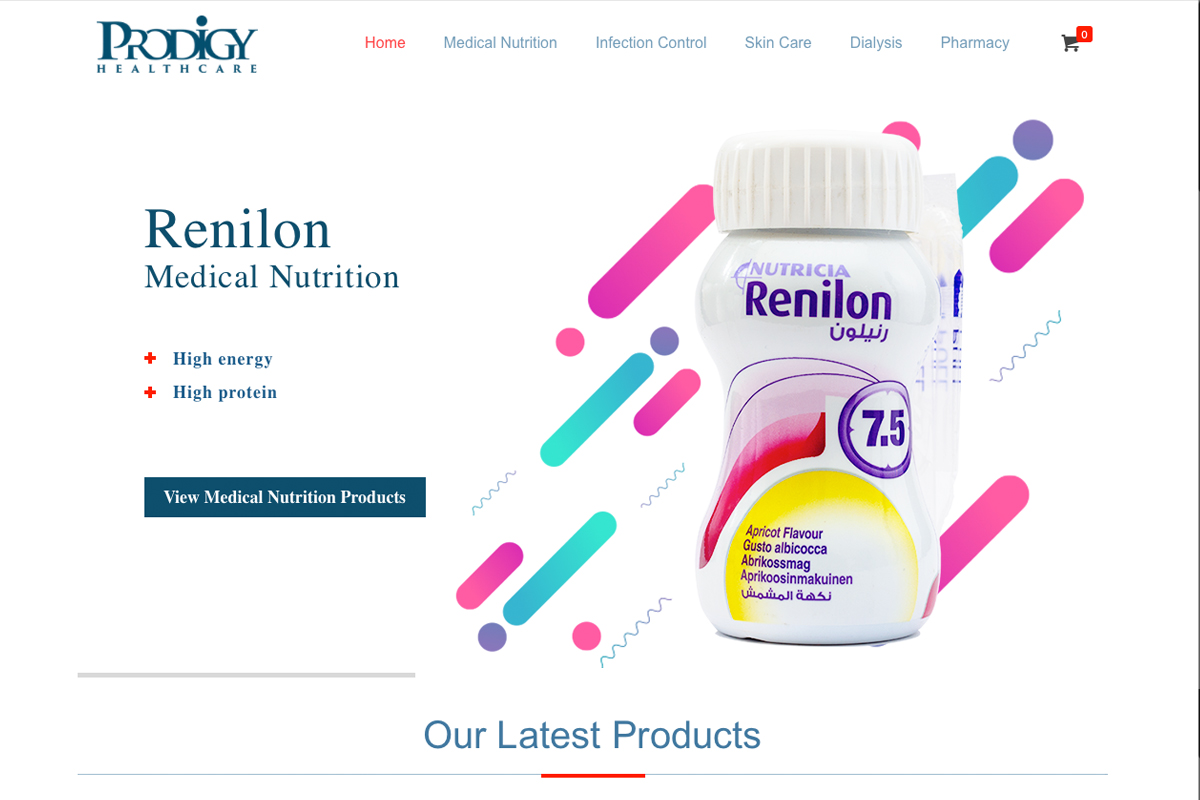 PRODIGY
HEALTHCARE
Home
Medical Nutrition
Infection Control
Skin Care
Dialysis
Pharmacy
0
Renilon
Medical Nutrition
High energy
High protein
View Medical Nutrition Products
NUTRICIA
Renilon
رنيلون
7.5
Apricot Flavour
Gusto albicocca
Abrikossmag
Aprikoosinmakuinen
نكهة المشمش
Our Latest Products